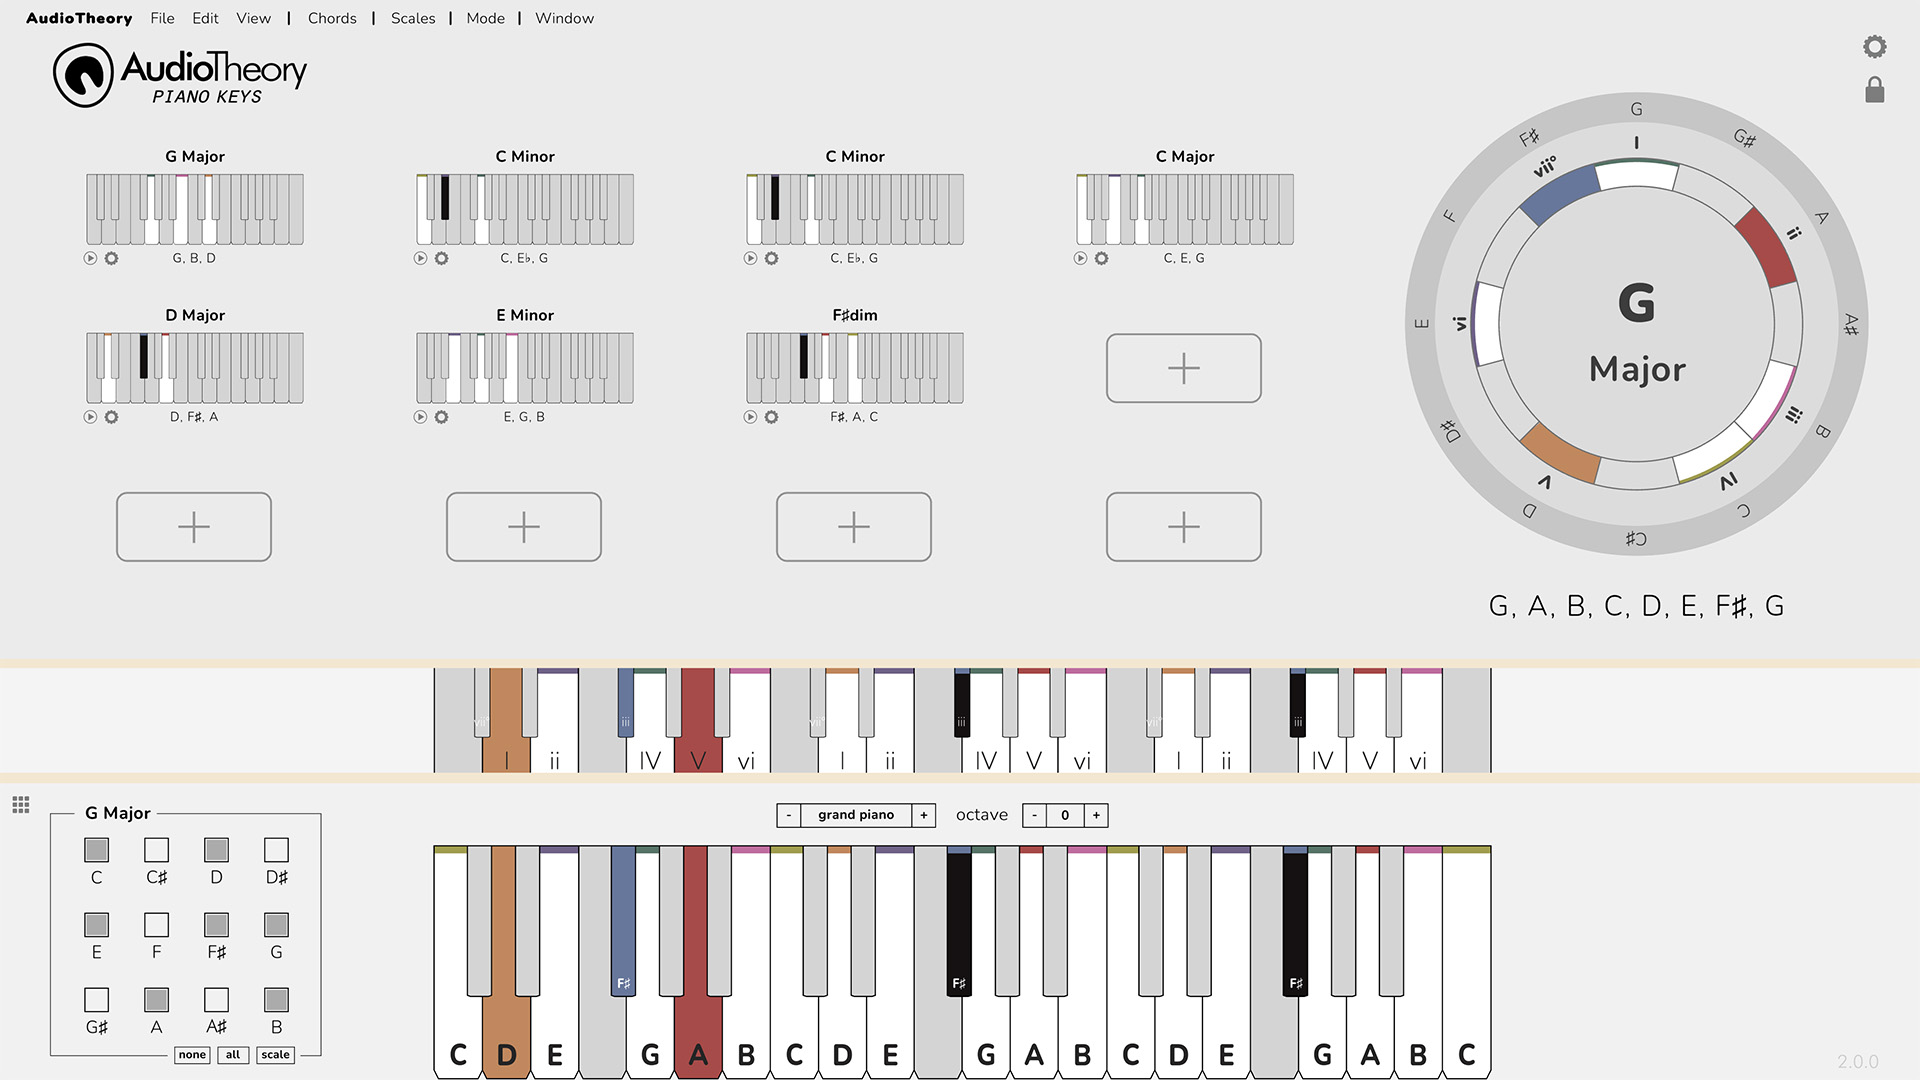 AudioTheory File Edit View | Chords | Scales | Mode | Window
AudioTheory
PIANO KEYS
G Major
C Minor
C Minor
C Major
G, B, D
C, E♭, G
C, E♭, G
C, E, G
D Major
E Minor
F♯dim
D, F♯, A
E, G, B
F♯, A, C
G
G♯
A
A♯
B
C
C♯
D
D♯
E
F
F♯
I
ii
iii
IV
V
vi
vii°
G
Major
G, A, B, C, D, E, F♯, G
vii° iii vii° iii vii° iii
I ii IV V vi I ii IV V vi I ii IV V vi
G Major
C C♯ D D♯
E F F♯ G
G♯ A A♯ B
none all scale
- grand piano + octave - 0 +
F♯ F♯ F♯
C D E G A B C D E G A B C D E G A B C
2.0.0